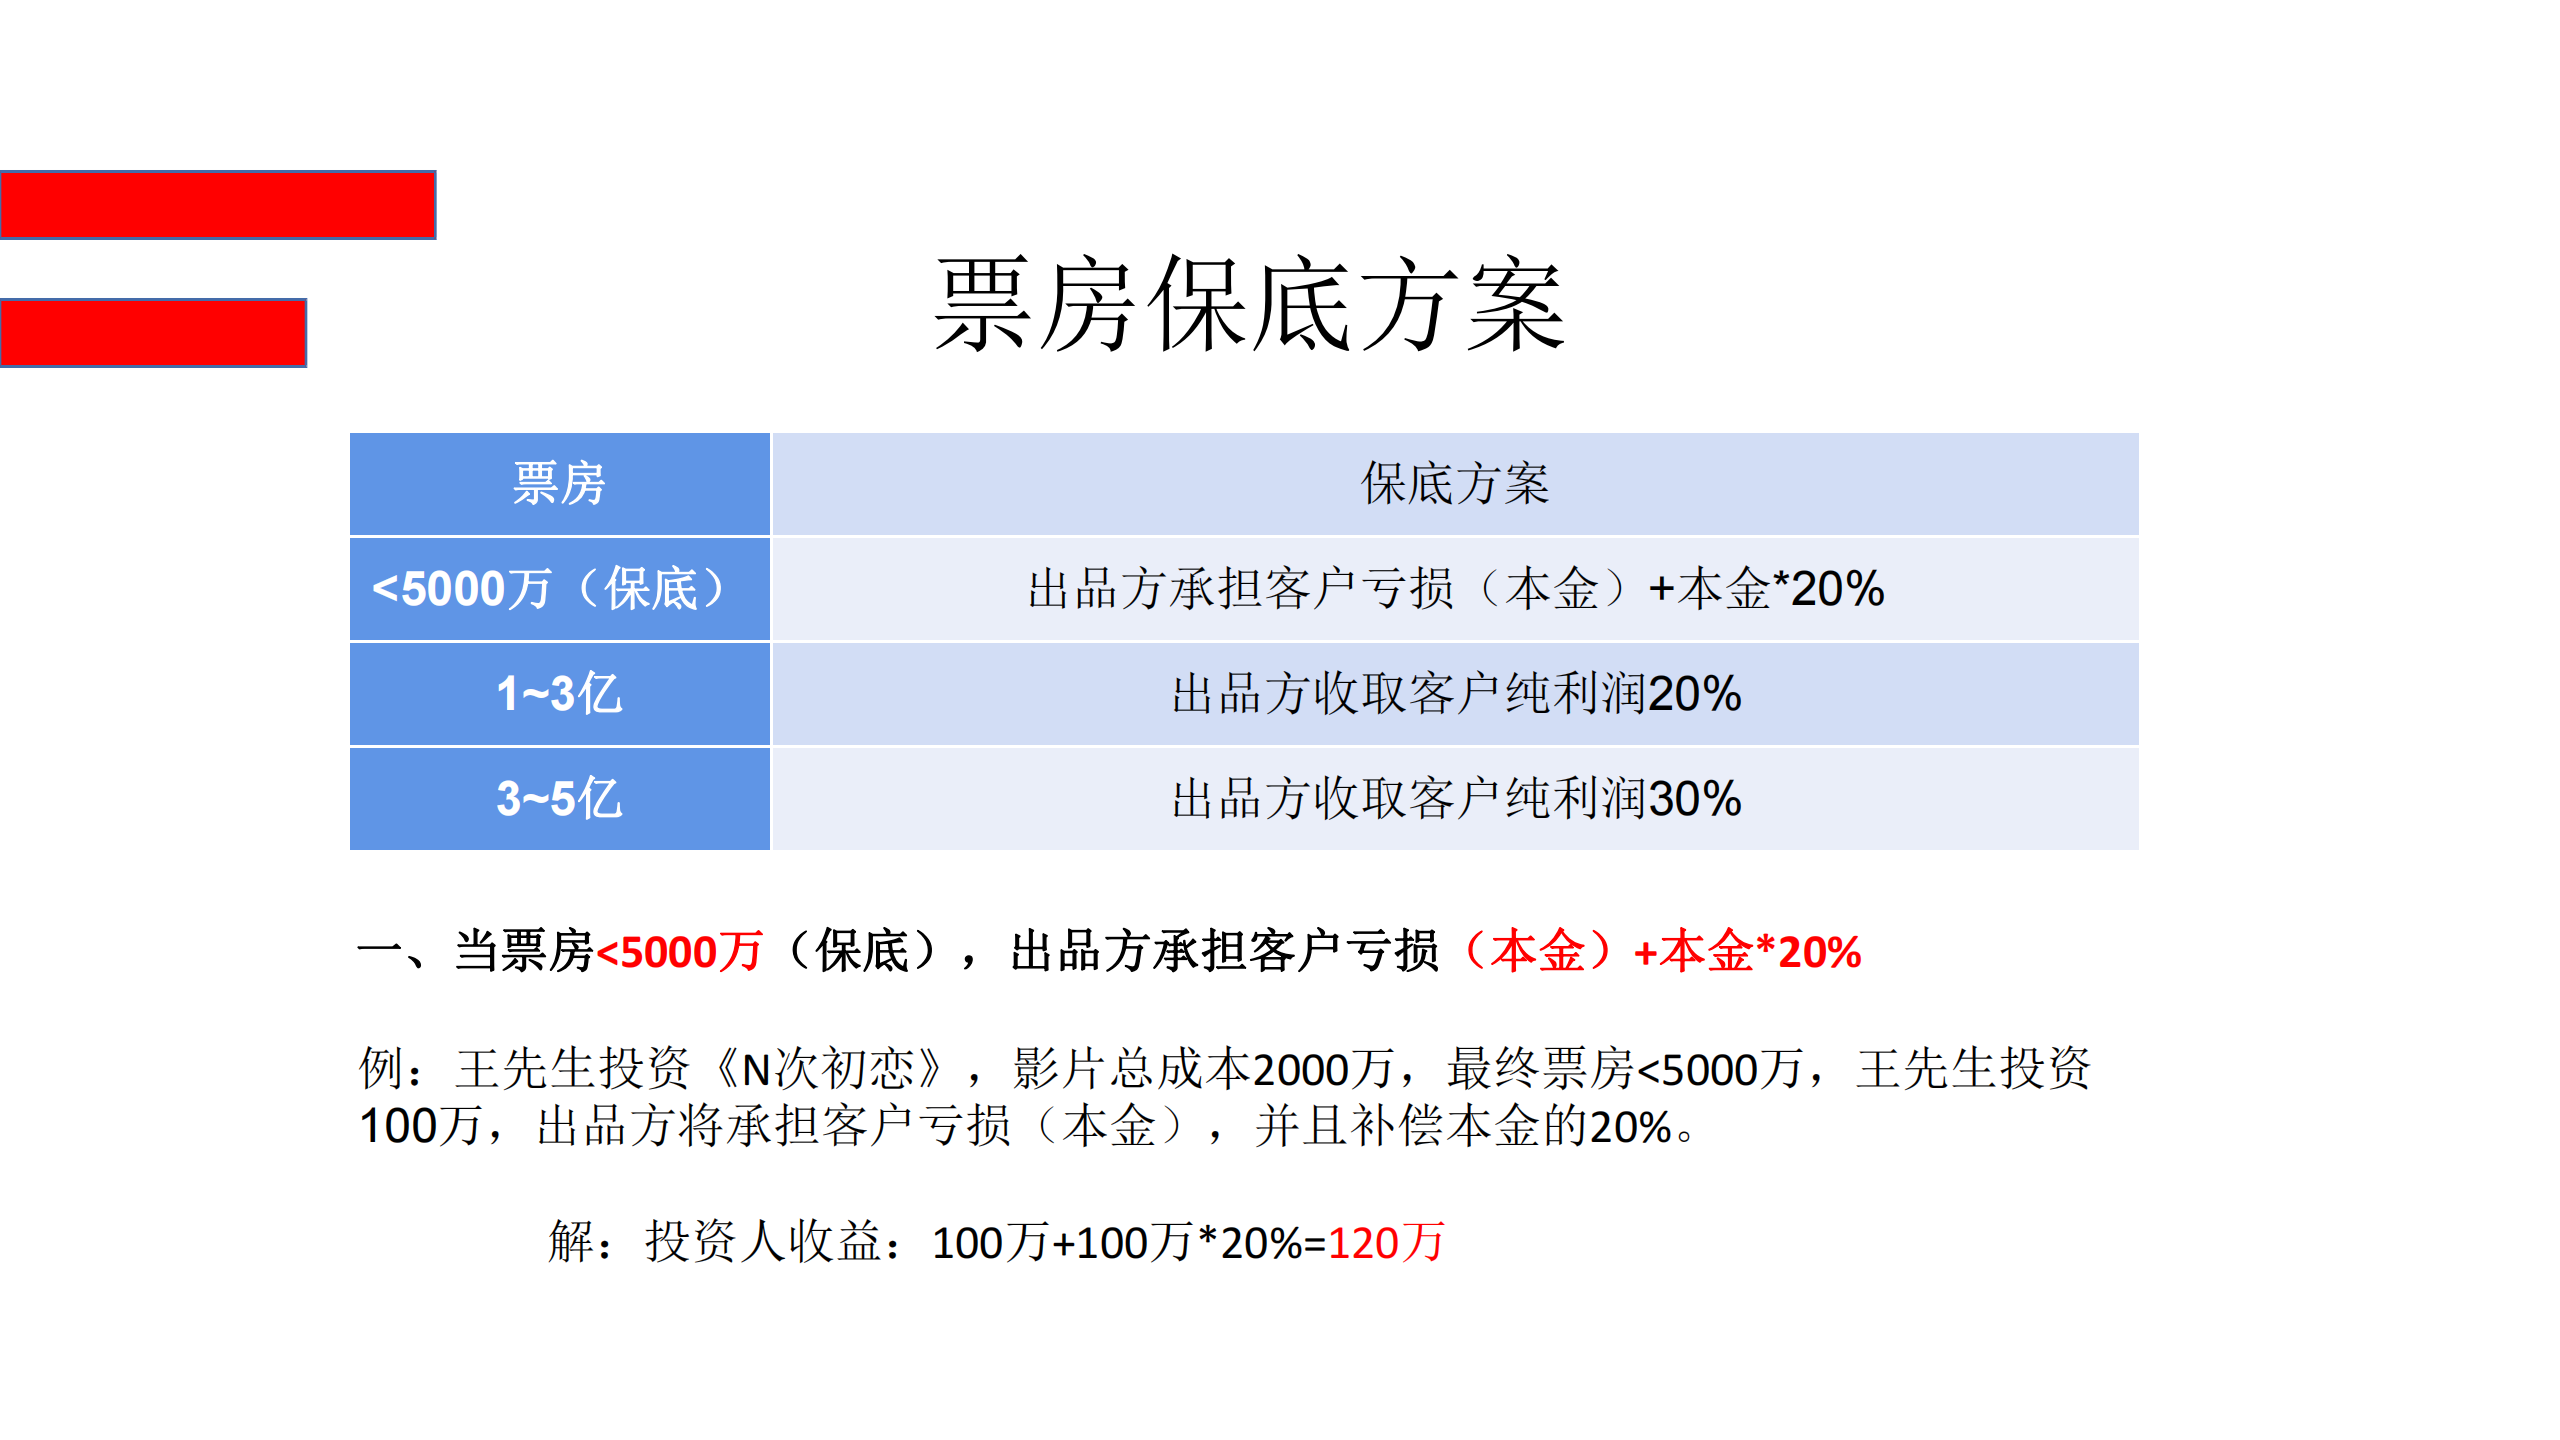 票房保底方案
票房 保底方案
<5000万（保底） 出品方承担客户亏损（本金）+本金*20%
1~3亿 出品方收取客户纯利润20%
3~5亿 出品方收取客户纯利润30%
一、当票房<5000万（保底），出品方承担客户亏损（本金）+本金*20%
例：王先生投资《N次初恋》，影片总成本2000万，最终票房<5000万，王先生投资
100万，出品方将承担客户亏损（本金），并且补偿本金的20%。
解：投资人收益：100万+100万*20%=120万